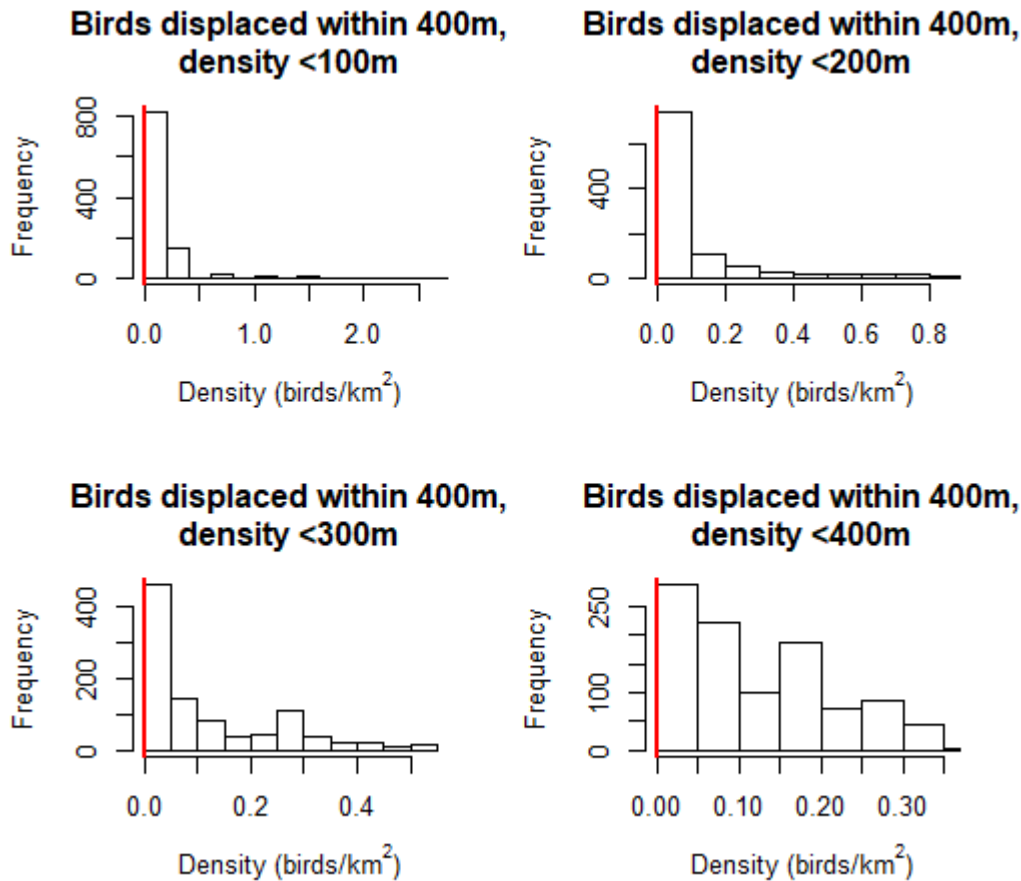 Birds displaced within 400m,
density <100m
Frequency
0 400 800
0.0 1.0 2.0
Density (birds/km²)
Birds displaced within 400m,
density <200m
Frequency
0 400
0.0 0.2 0.4 0.6 0.8
Density (birds/km²)
Birds displaced within 400m,
density <300m
Frequency
0 200 400
0.0 0.2 0.4
Density (birds/km²)
Birds displaced within 400m,
density <400m
Frequency
0 100 250
0.00 0.10 0.20 0.30
Density (birds/km²)